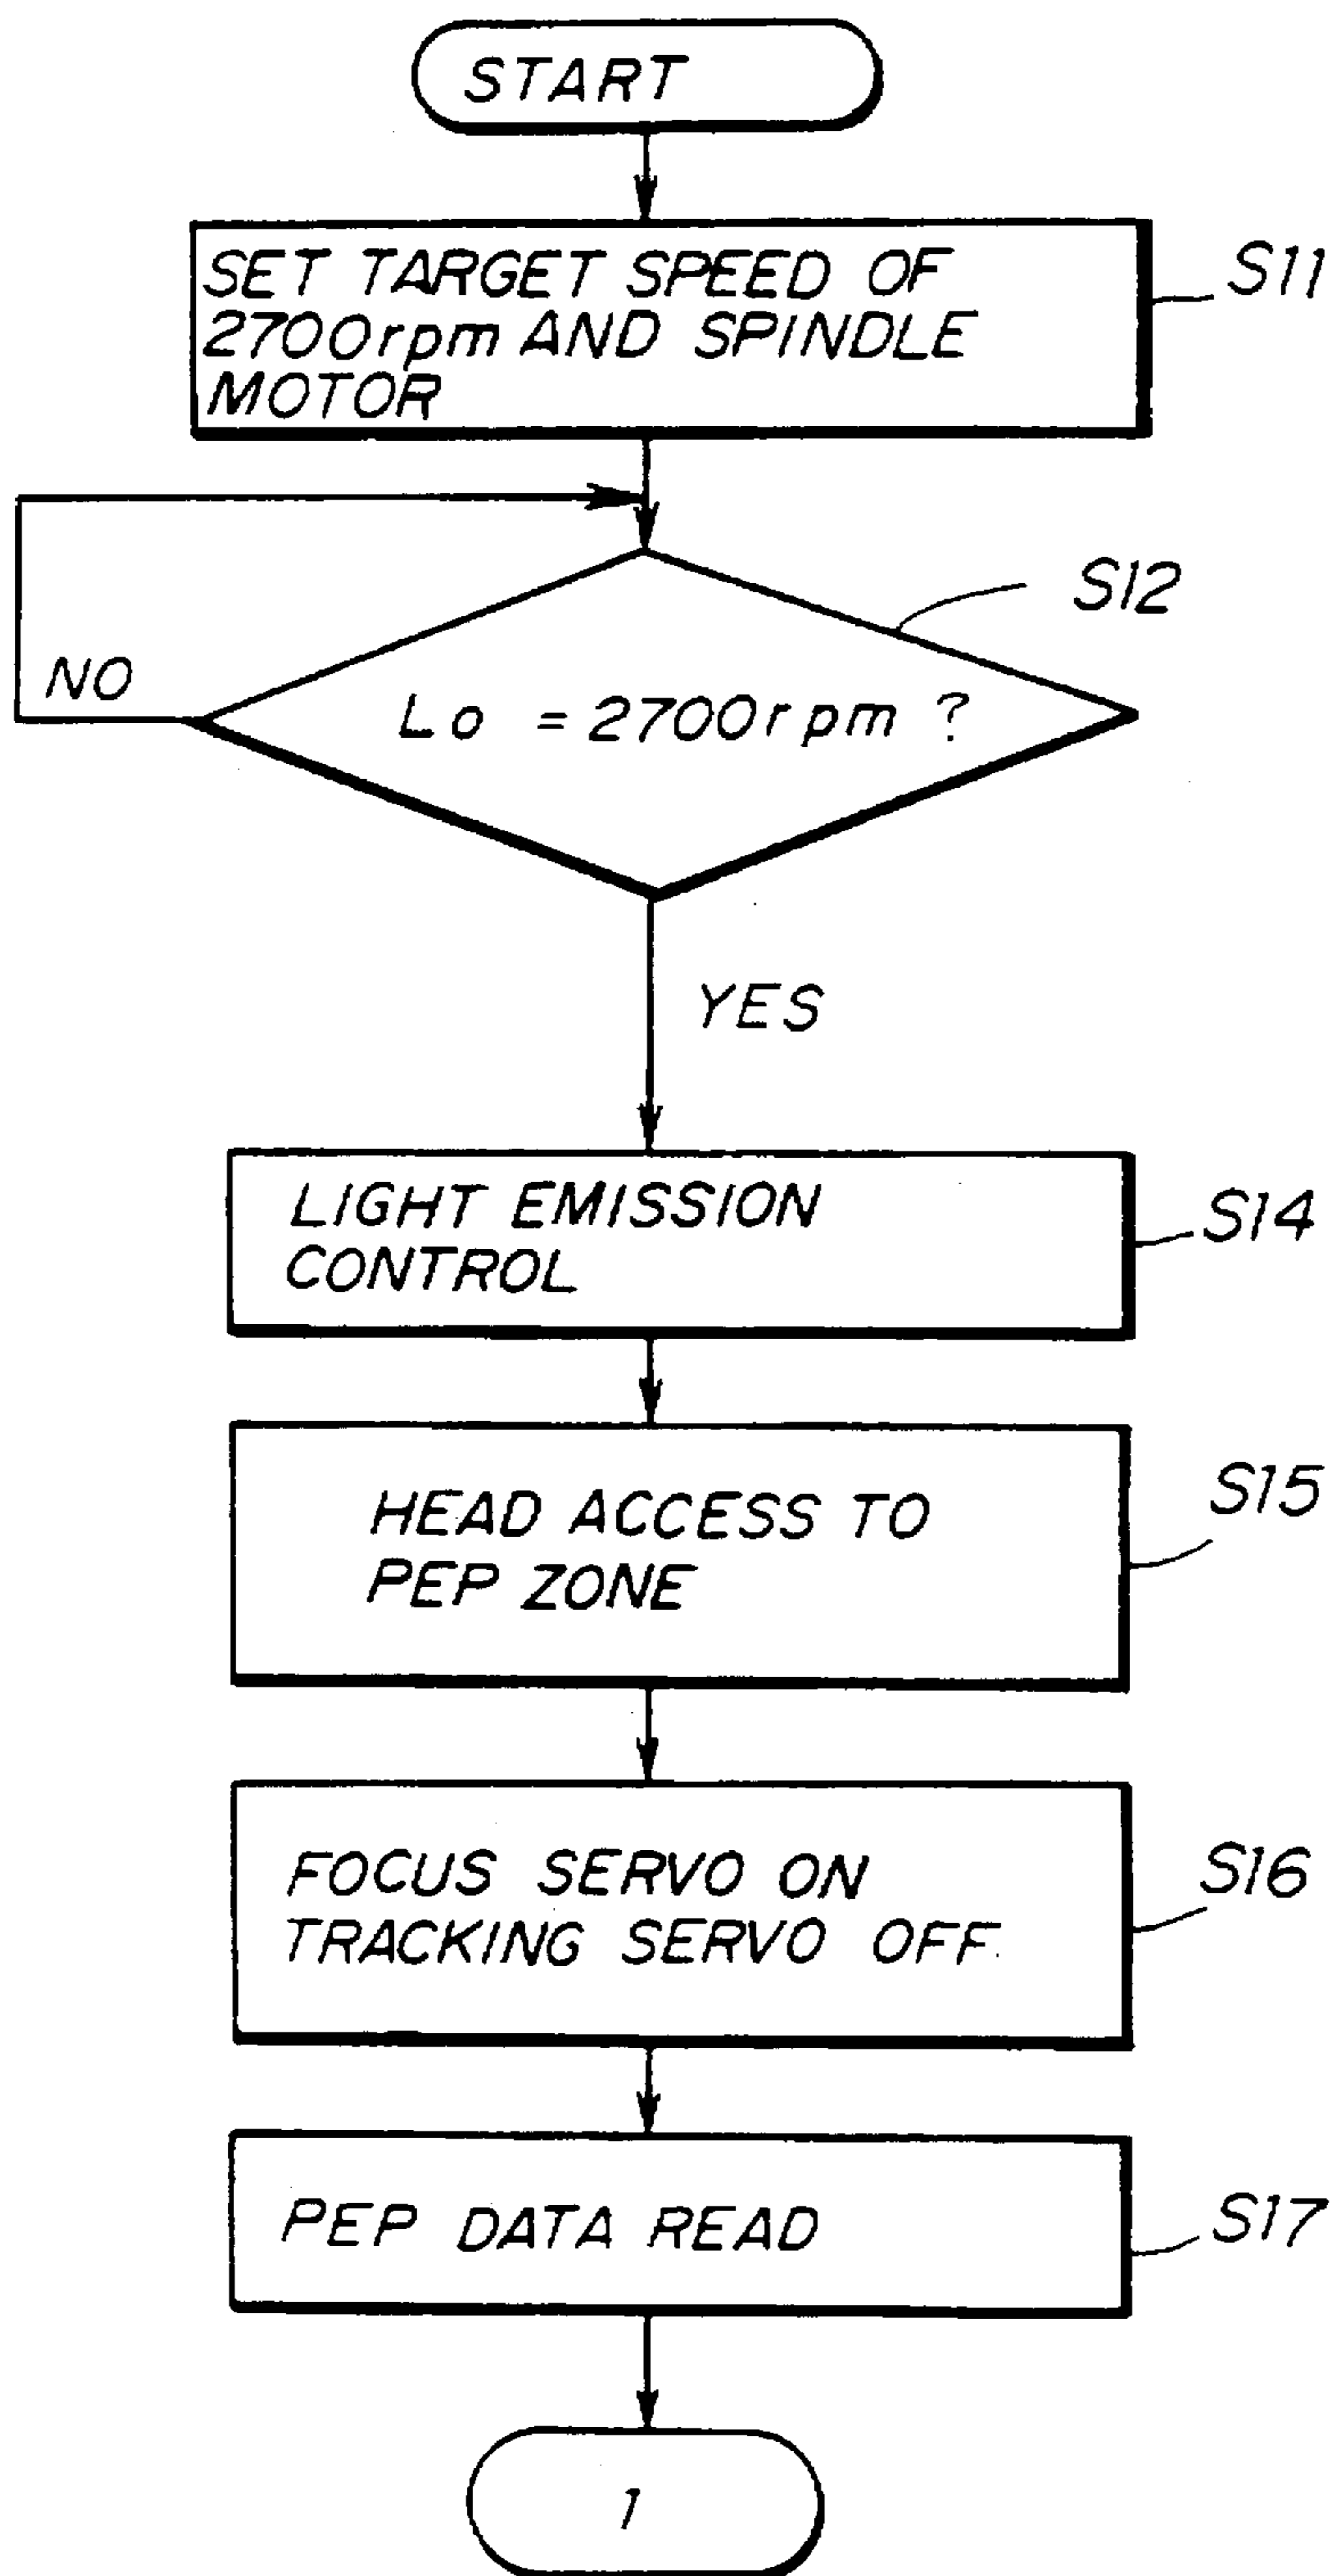 START
SET TARGET SPEED OF
2700rpm AND SPINDLE
MOTOR
S11
S12
NO
Lo = 2700rpm ?
YES
LIGHT EMISSION
CONTROL
S14
HEAD ACCESS TO
PEP ZONE
S15
FOCUS SERVO ON
TRACKING SERVO OFF
S16
PEP DATA READ
S17
1